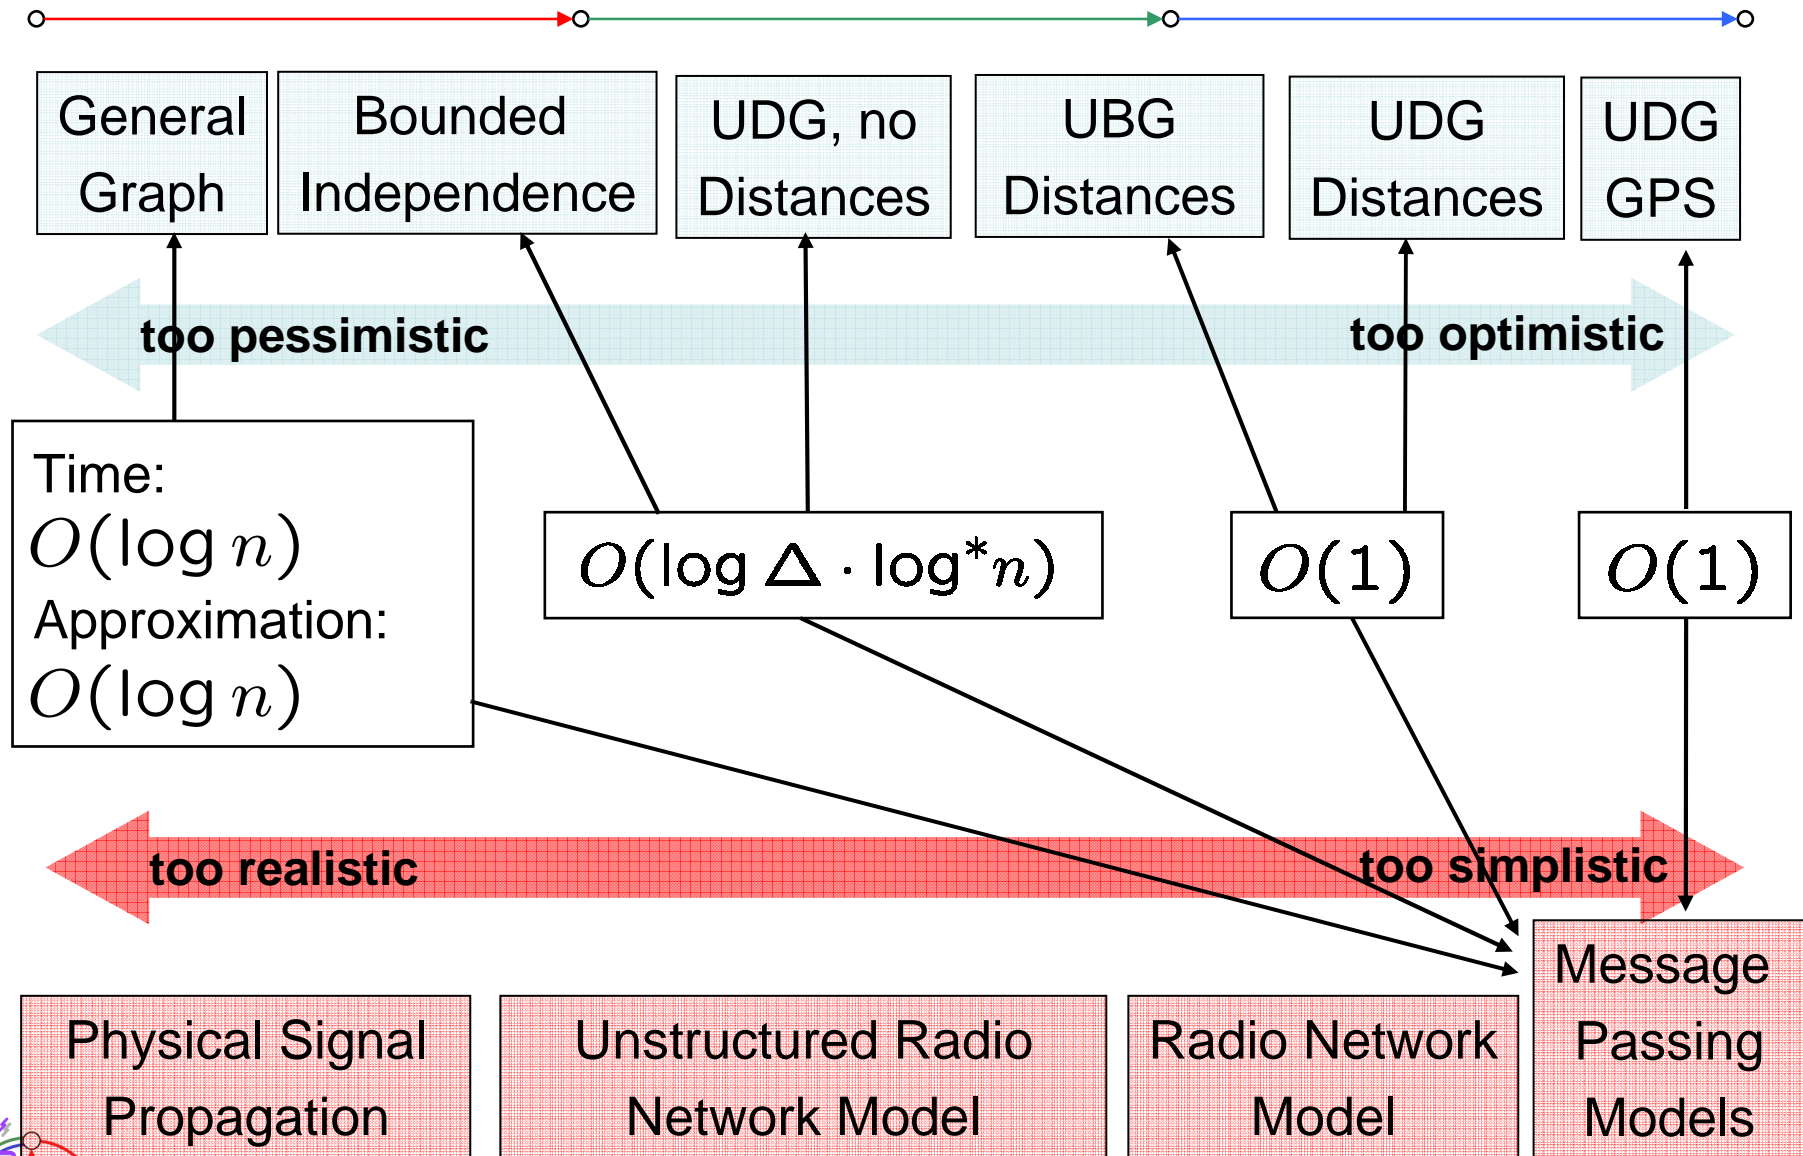 General
Graph
Bounded
Independence
UDG, no
Distances
UBG
Distances
UDG
Distances
UDG
GPS
too pessimistic
too optimistic
Time:
O(log n)
Approximation:
O(log n)
O(log Δ · log*n)
O(1)
O(1)
too realistic
too simplistic
Physical Signal
Propagation
Unstructured Radio
Network Model
Radio Network
Model
Message
Passing
Models